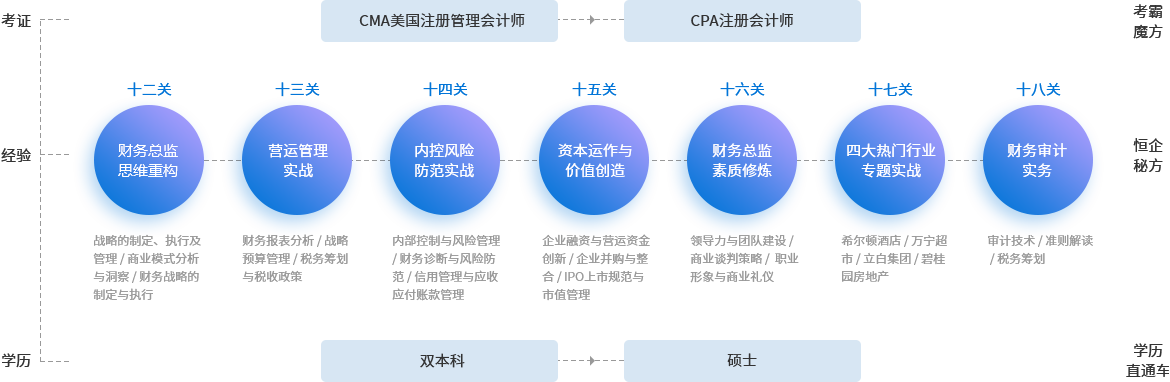 考证
CMA美国注册管理会计师
CPA注册会计师
考霸
魔方
十二关
十三关
十四关
十五关
十六关
十七关
十八关
经验
财务总监
思维重构
营运管理
实战
内控风险
防范实战
资本运作与
价值创造
财务总监
素质修炼
四大热门行业
专题实战
财务审计
实务
恒企
秘方
战略的制定、执行及
管理 / 商业模式分析
与洞察 / 财务战略的
制定与执行
财务报表分析 / 战略
预算管理 / 税务筹划
与税收政策
内部控制与风险管理
/ 财务诊断与风险防
范 / 信用管理与应收
应付账款管理
企业融资与营运资金
创新 / 企业并购与整
合 / IPO上市规范与
市值管理
领导力与团队建设 /
商业谈判策略 / 职业
形象与商业礼仪
希尔顿酒店 / 万宁超
市 / 立白集团 / 碧桂
园房地产
审计技术 / 准则解读
/ 税务筹划
学历
双本科
硕士
学历
直通车